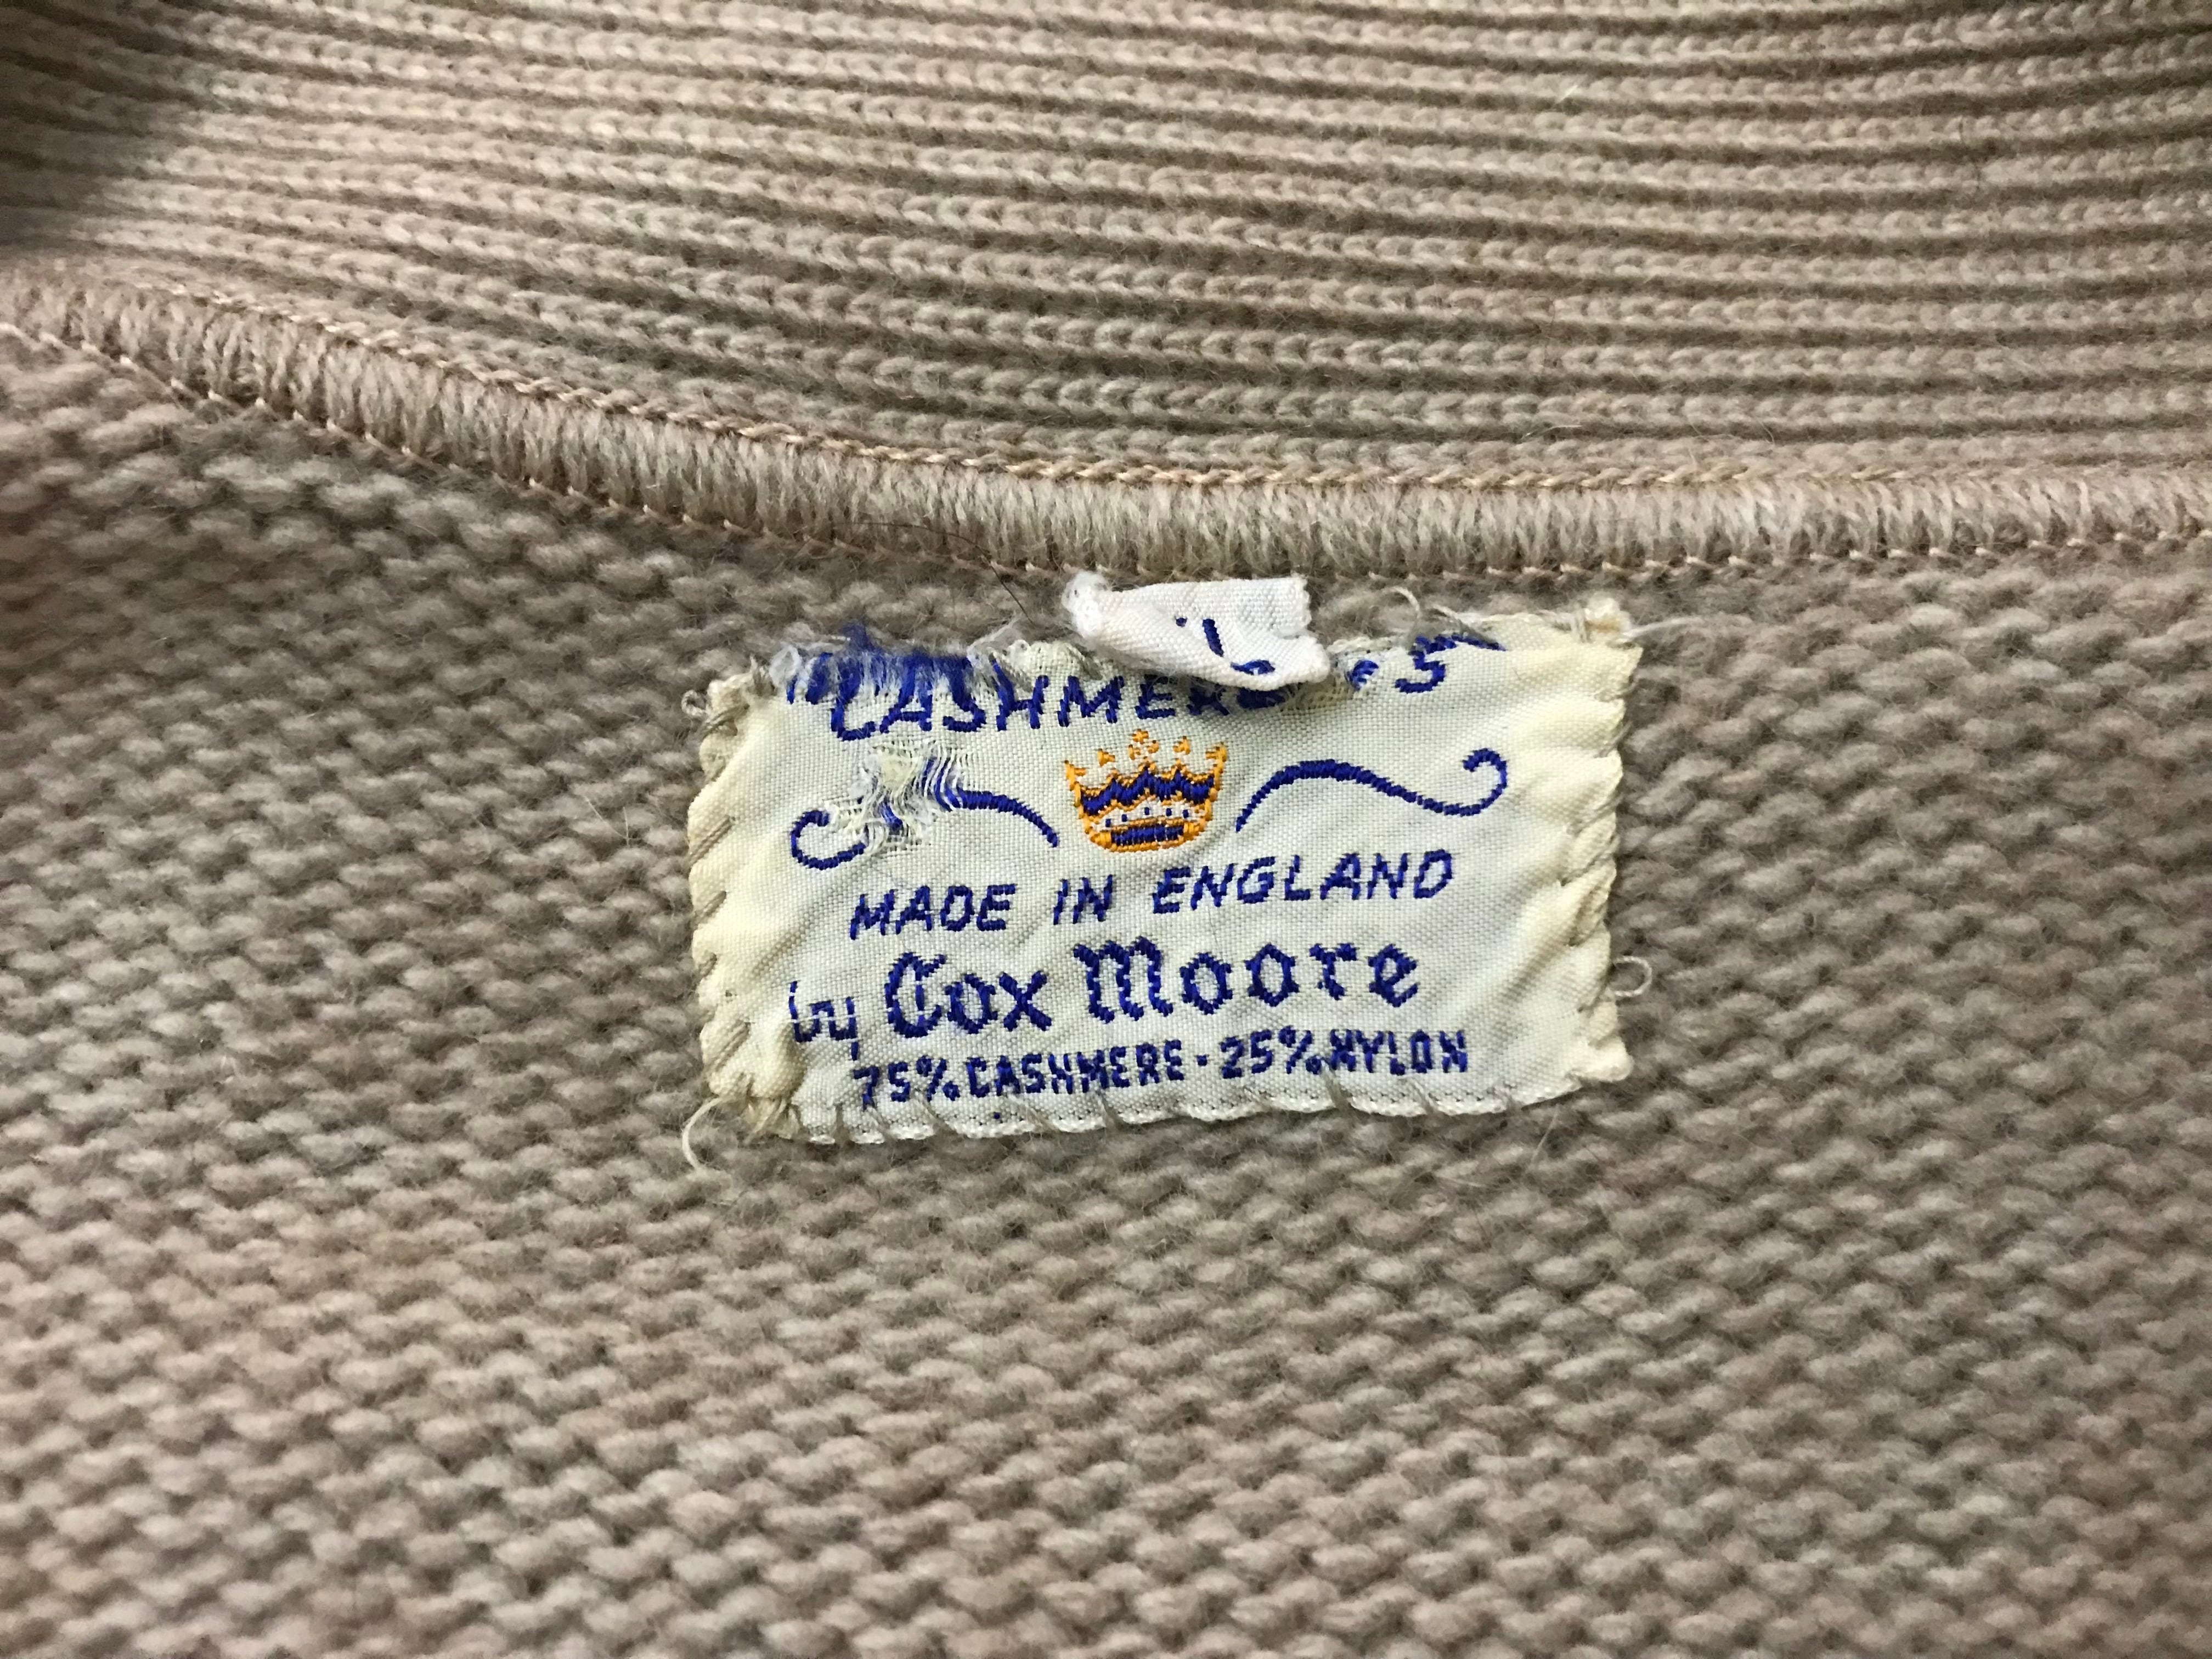 CASHMERE
MADE IN ENGLAND
by Cox Moore
75% CASHMERE · 25% NYLON